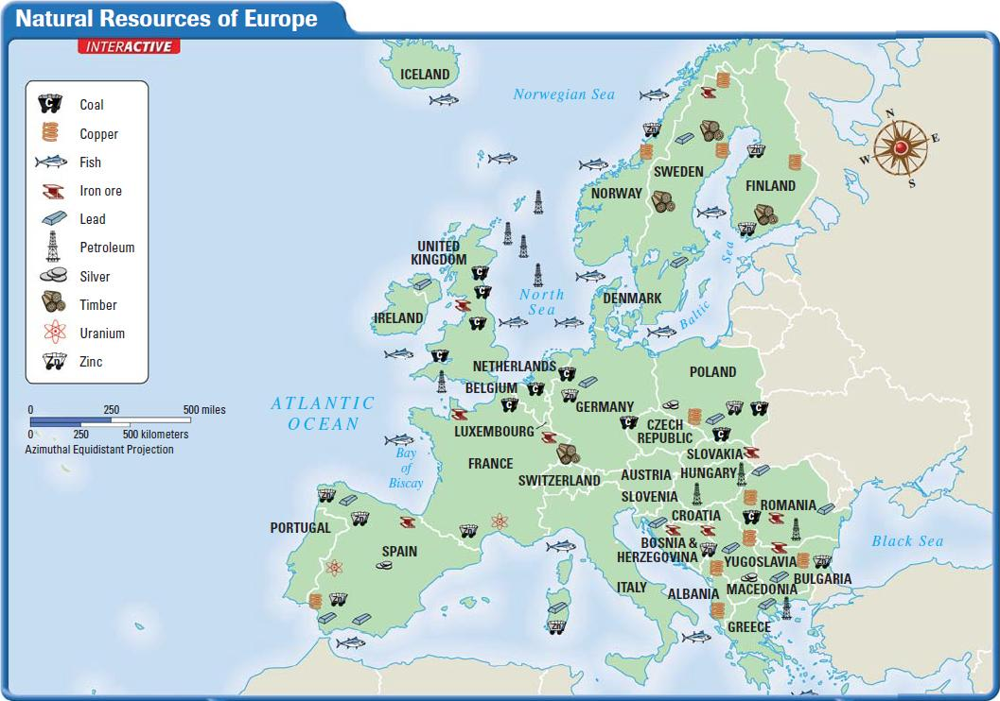 Natural Resources of Europe
INTERACTIVE
Coal
Copper
Fish
Iron ore
Lead
Petroleum
Silver
Timber
Uranium
Zn
Zinc
0 250 500 miles
0 250 500 kilometers
Azimuthal Equidistant Projection
ICELAND
Norwegian Sea
N
E
W
S
SWEDEN
NORWAY
FINLAND
UNITED
KINGDOM
North
Sea
DENMARK
Baltic
Sea
IRELAND
NETHERLANDS
BELGIUM
POLAND
ATLANTIC
OCEAN
GERMANY
LUXEMBOURG
CZECH
REPUBLIC
SLOVAKIA
Bay
of
Biscay
FRANCE
SWITZERLAND
AUSTRIA
HUNGARY
SLOVENIA
CROATIA
ROMANIA
PORTUGAL
SPAIN
BOSNIA &
HERZEGOVINA
YUGOSLAVIA
BULGARIA
Black Sea
ITALY
ALBANIA
MACEDONIA
GREECE